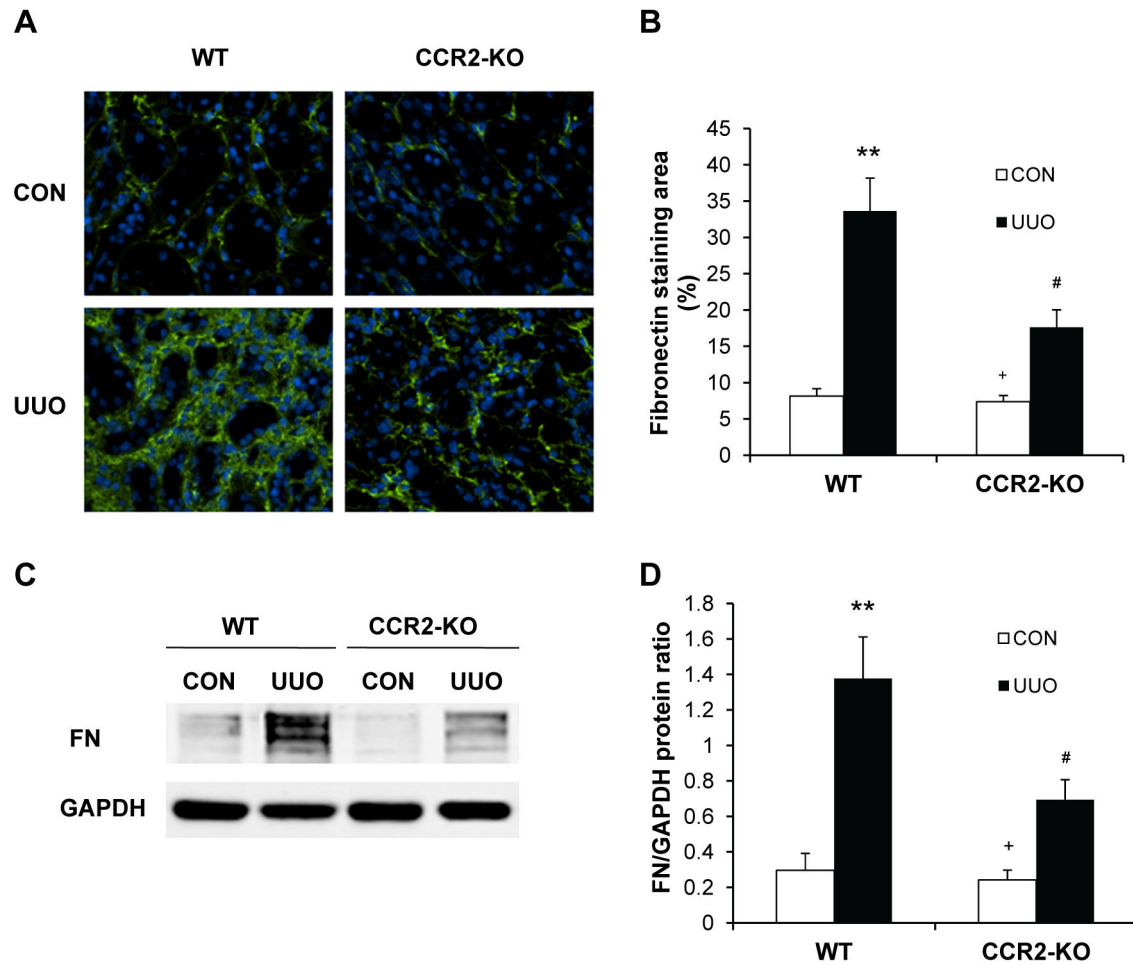 A
WT CCR2-KO
CON
UUO
B
Fibronectin staining area
(%)
45
40
35
30
25
20
15
10
5
0
**
#
+
CON
UUO
WT CCR2-KO
C
WT CCR2-KO
CON UUO CON UUO
FN
GAPDH
D
FN/GAPDH protein ratio
1.8
1.6
1.4
1.2
1
0.8
0.6
0.4
0.2
0
**
#
+
CON
UUO
WT CCR2-KO